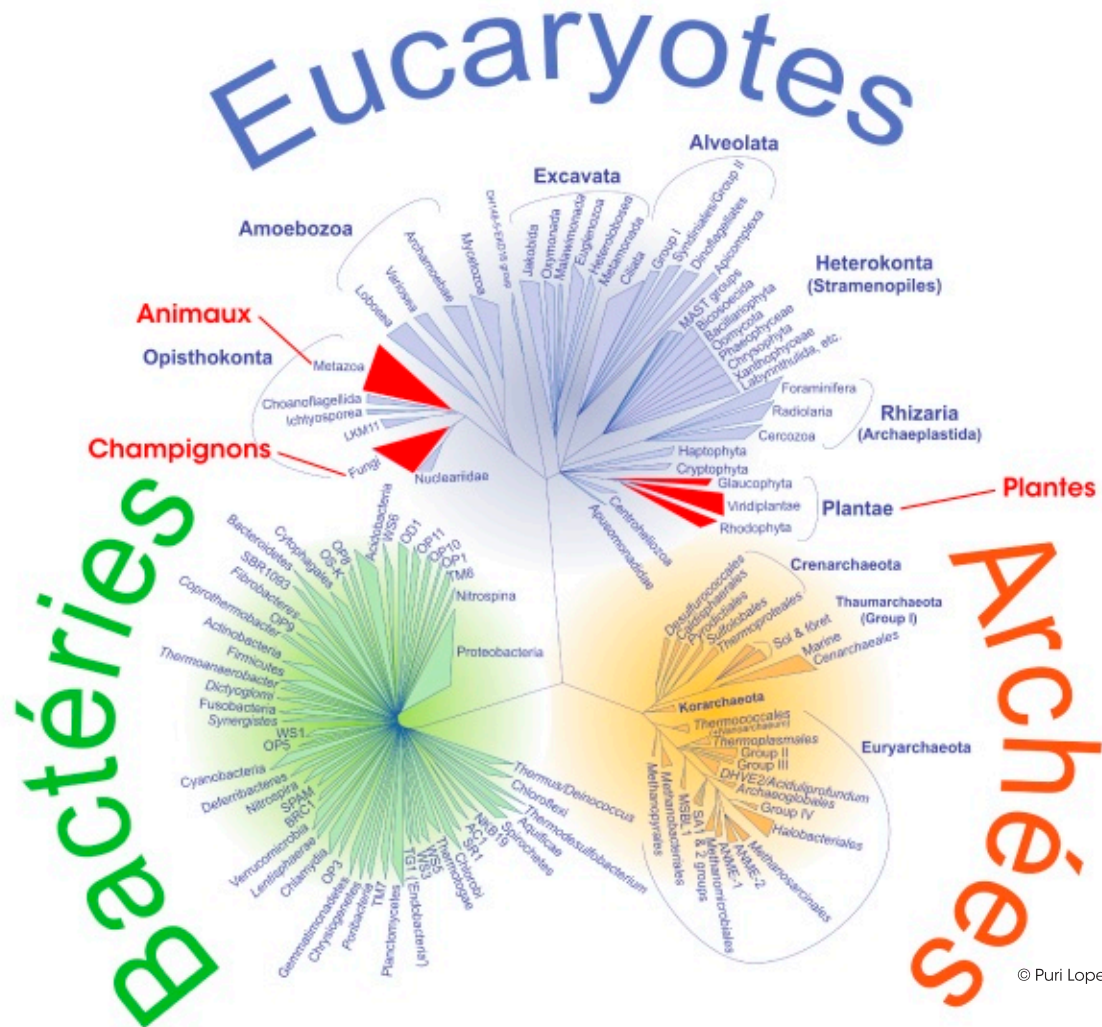 Eucaryotes
Alveolata
Excavata
Amoebozoa
Heterokonta
(Stramenopiles)
Animaux
Opisthokonta
Champignons
Rhizaria
(Archaeplastida)
Plantes
Plantae
Lobosea
Variosea
Archamoebae
Mycetozoa
Jakobida
Oxymonada
Malawimonada
Euglenozoa
Heterolobosea
Metamonada
Ciliata
Group I
Syndiniales/Group II
Dinoflagellates
Apicomplexa
MAST groups
Bicosoecida
Bacillariophyta
Oomycota
Phaeophyceae
Chrysophyta
Xanthophyceae
Labyrinthulida, etc.
Foraminifera
Radiolaria
Cercozoa
Haptophyta
Cryptophyta
Glaucophyta
Viridiplantae
Rhodophyta
Centroheliozoa
Apusomonadidae
Metazoa
Choanoflagellida
Ichtyosporea
LKM11
Fungi
Nucleariidae
Bactéries
Acidobacteria
WS6
OD1
OP11
OP10
OP1
TM6
Nitrospina
Proteobacteria
OP8
OS-K
Cytophagales
Bacteroidetes
SBR1093
Fibrobacteres
OP9
Coprothermobacter
Actinobacteria
Firmicutes
Thermoanaerobacter
Dictyoglomi
Fusobacteria
Synergistes
WS1
OP5
Cyanobacteria
Deferribacteres
Nitrospira
SPAM
BRC1
Verrucomicrobia
Lentisphaerae
Chlamydia
OP3
Gemmatimonadetes
Chrysiogenetes
Poribacteria
TM7
Planctomycetes
TG1 (Endobacteria?)
WS3
WS5
Thermotogae
Chlorobi
SR1
AC1
NKB19
Spirochetes
Aquificae
Thermodesulfobacterium
Chloroflexi
Thermus/Deinococcus
Archées
Crenarchaeota
Desulfurococcales
Caldisphaerales
Pyrodictiales
Sulfolobales
Thermoproteales
Thaumarchaeota
(Group I)
Sol & fôret
Marine
Cenarchaeales
Korarchaeota
Euryarchaeota
Thermococcales
Thermoplasmales
Group II
Group III
DHVE2/Aciduliprofundum
Archaeoglobales
Group IV
Halobacteriales
Methanosarcinales
ANME-2
ANME-1
Methanomicrobiales
SA1 & 2 groups
MSBL1
Methanobacteriales
Methanopyrales
© Puri Lope